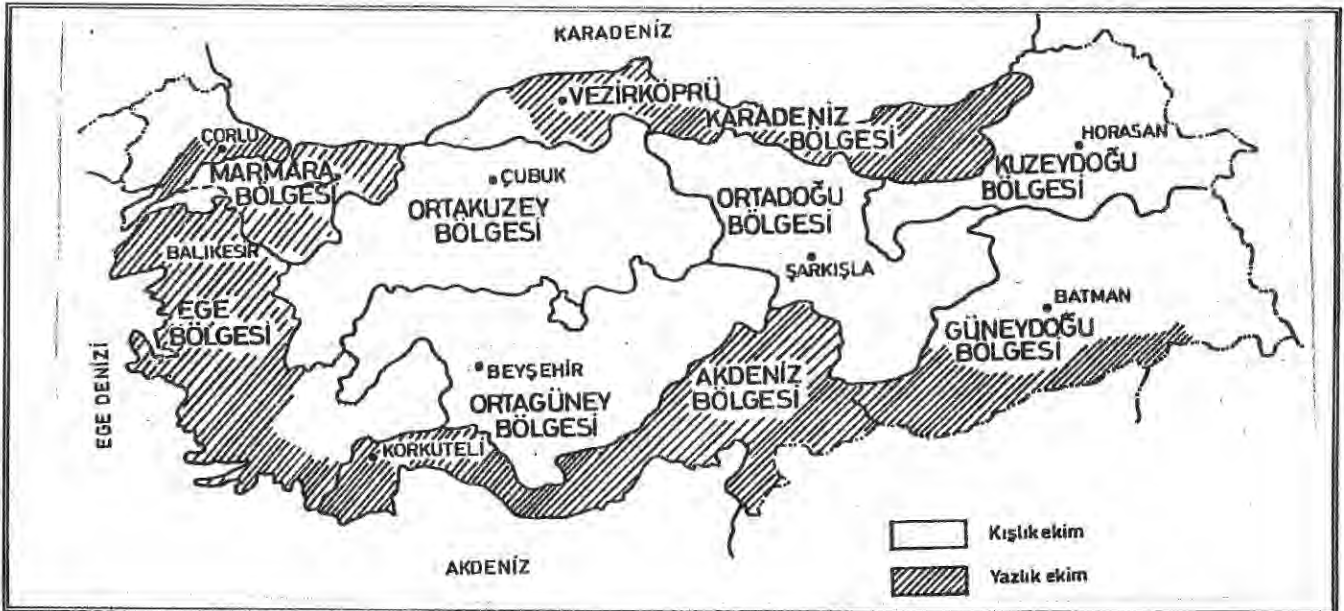 KARADENİZ
VEZİRKÖPRÜ
KARADENİZ
BÖLGESİ
ÇORLU
MARMARA
BÖLGESİ
HORASAN
KUZEYDOĞU
BÖLGESİ
ÇUBUK
ORTAKUZEY
BÖLGESİ
ORTADOĞU
BÖLGESİ
ŞARKIŞLA
BALIKESİR
EGE
BÖLGESİ
BATMAN
GÜNEYDOĞU
BÖLGESİ
EGE DENİZİ
BEYŞEHİR
ORTAGÜNEY
BÖLGESİ
AKDENİZ
BÖLGESİ
KORKUTELİ
AKDENİZ
Kışlık ekim
Yazlık ekim